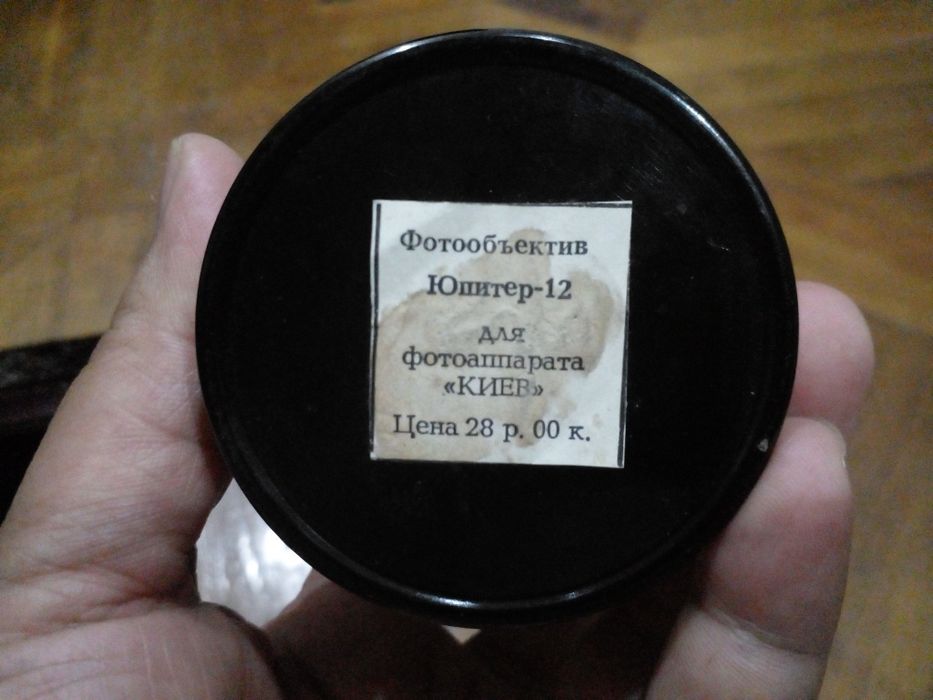 Фотообъектив
Юпитер-12
для
фотоаппарата
«КИЕВ»
Цена 28 р. 00 к.